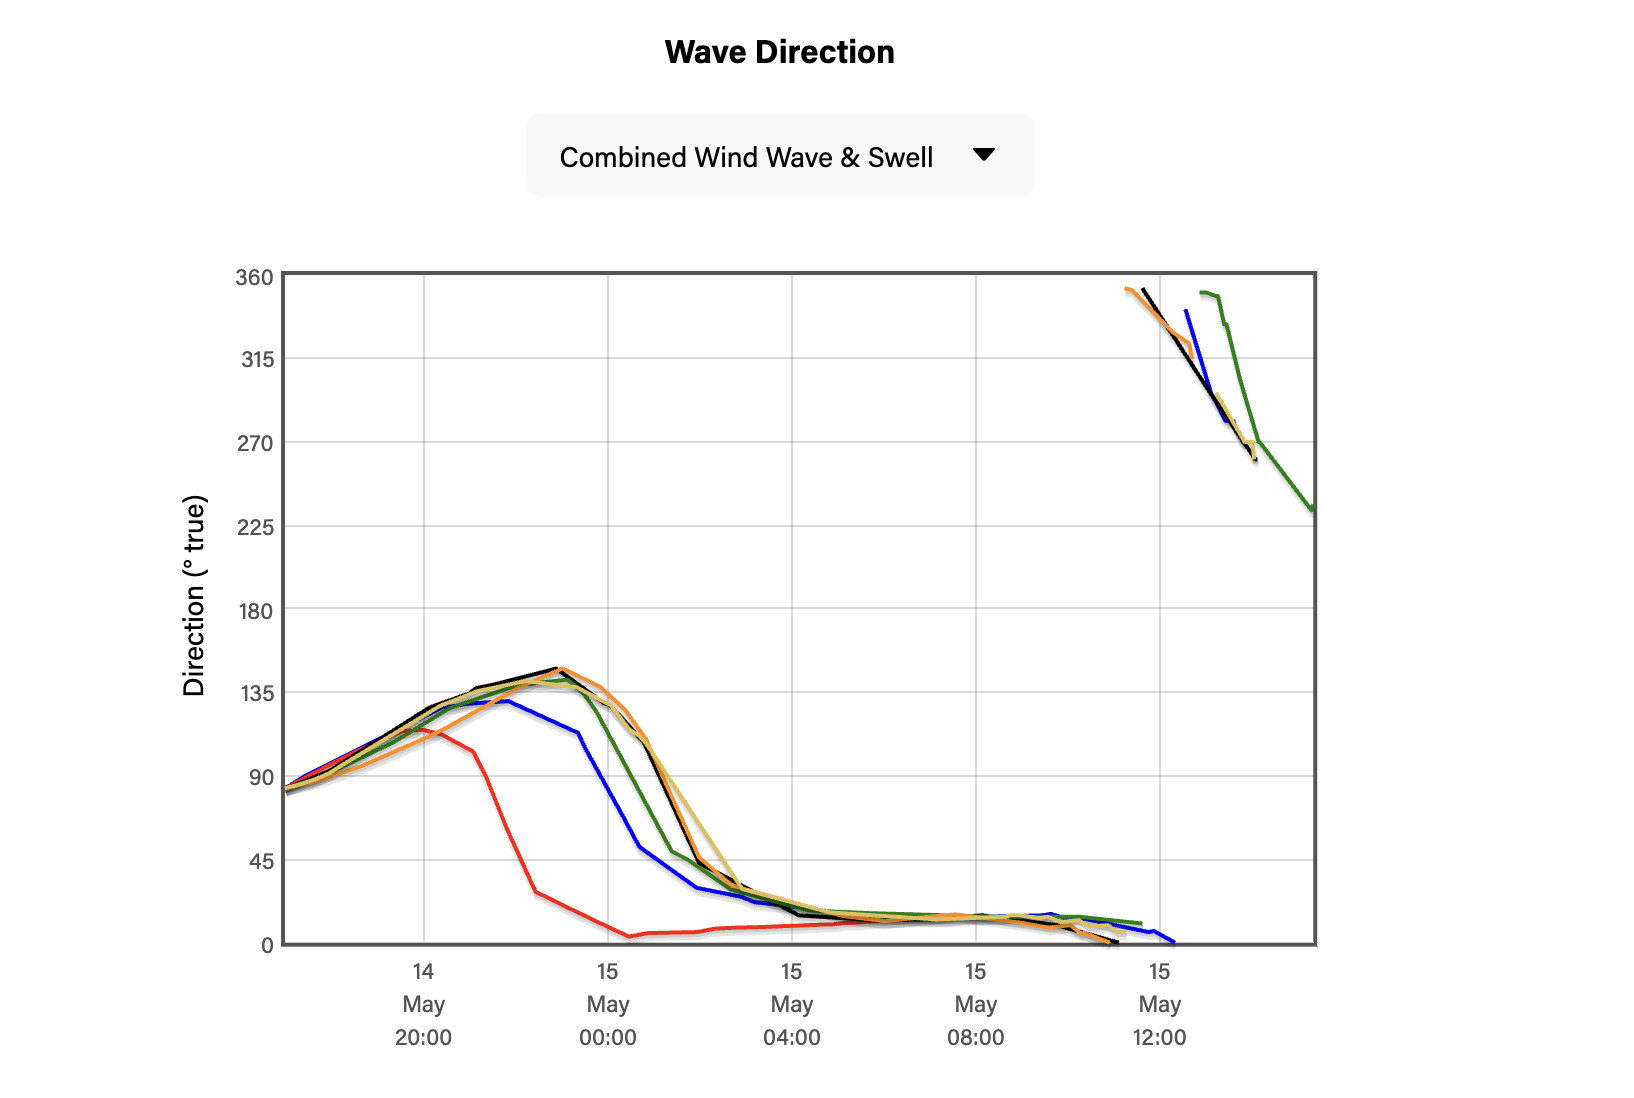 Wave Direction
Combined Wind Wave & Swell
Direction (° true)
360
315
270
225
180
135
90
45
0
14 May 20:00
15 May 00:00
15 May 04:00
15 May 08:00
15 May 12:00